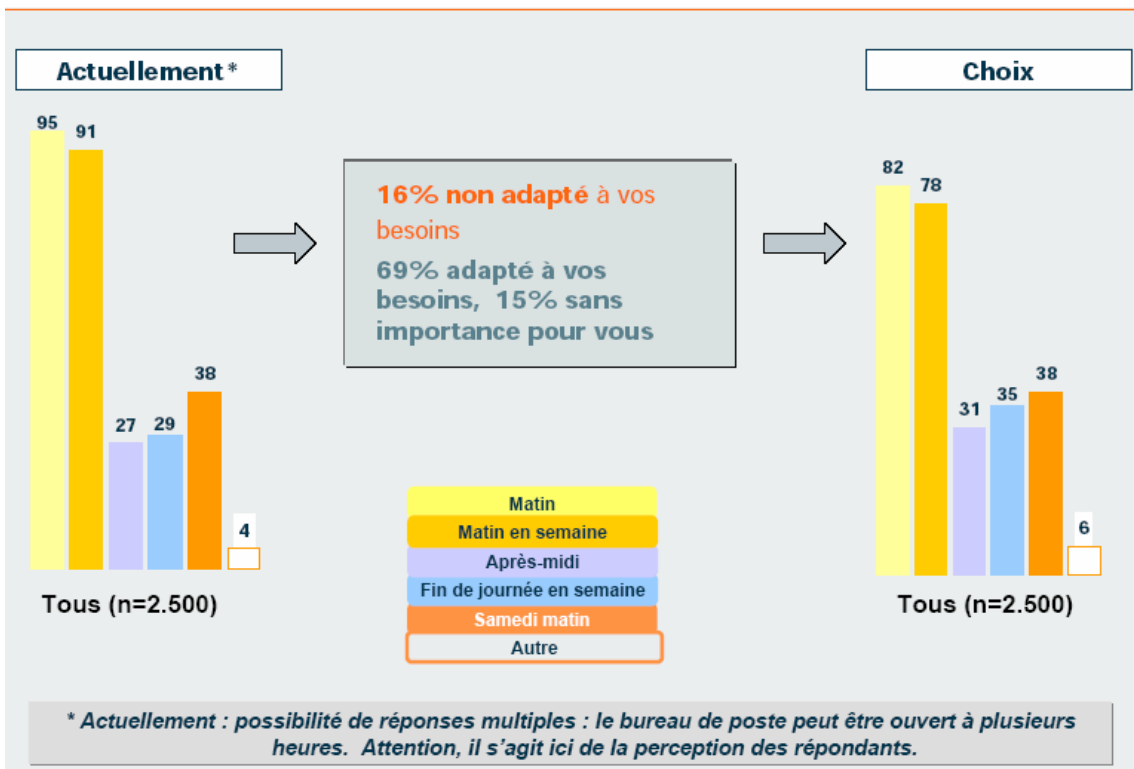 Actuellement *
Choix
95
91
27
29
38
4
16% non adapté à vos
besoins
69% adapté à vos
besoins, 15% sans
importance pour vous
82
78
31
35
38
6
Matin
Matin en semaine
Après-midi
Fin de journée en semaine
Samedi matin
Autre
Tous (n=2.500)
Tous (n=2.500)
* Actuellement : possibilité de réponses multiples : le bureau de poste peut être ouvert à plusieurs
heures. Attention, il s’agit ici de la perception des répondants.